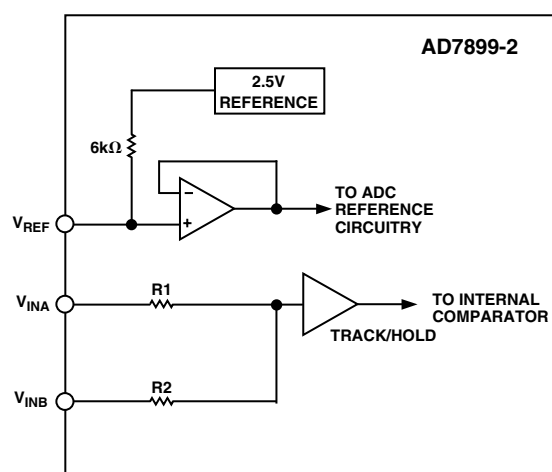 AD7899-2
2.5V
REFERENCE
6kΩ
−
+
TO ADC
REFERENCE
CIRCUITRY
VREF
VINA
R1
TO INTERNAL
COMPARATOR
TRACK/HOLD
VINB
R2